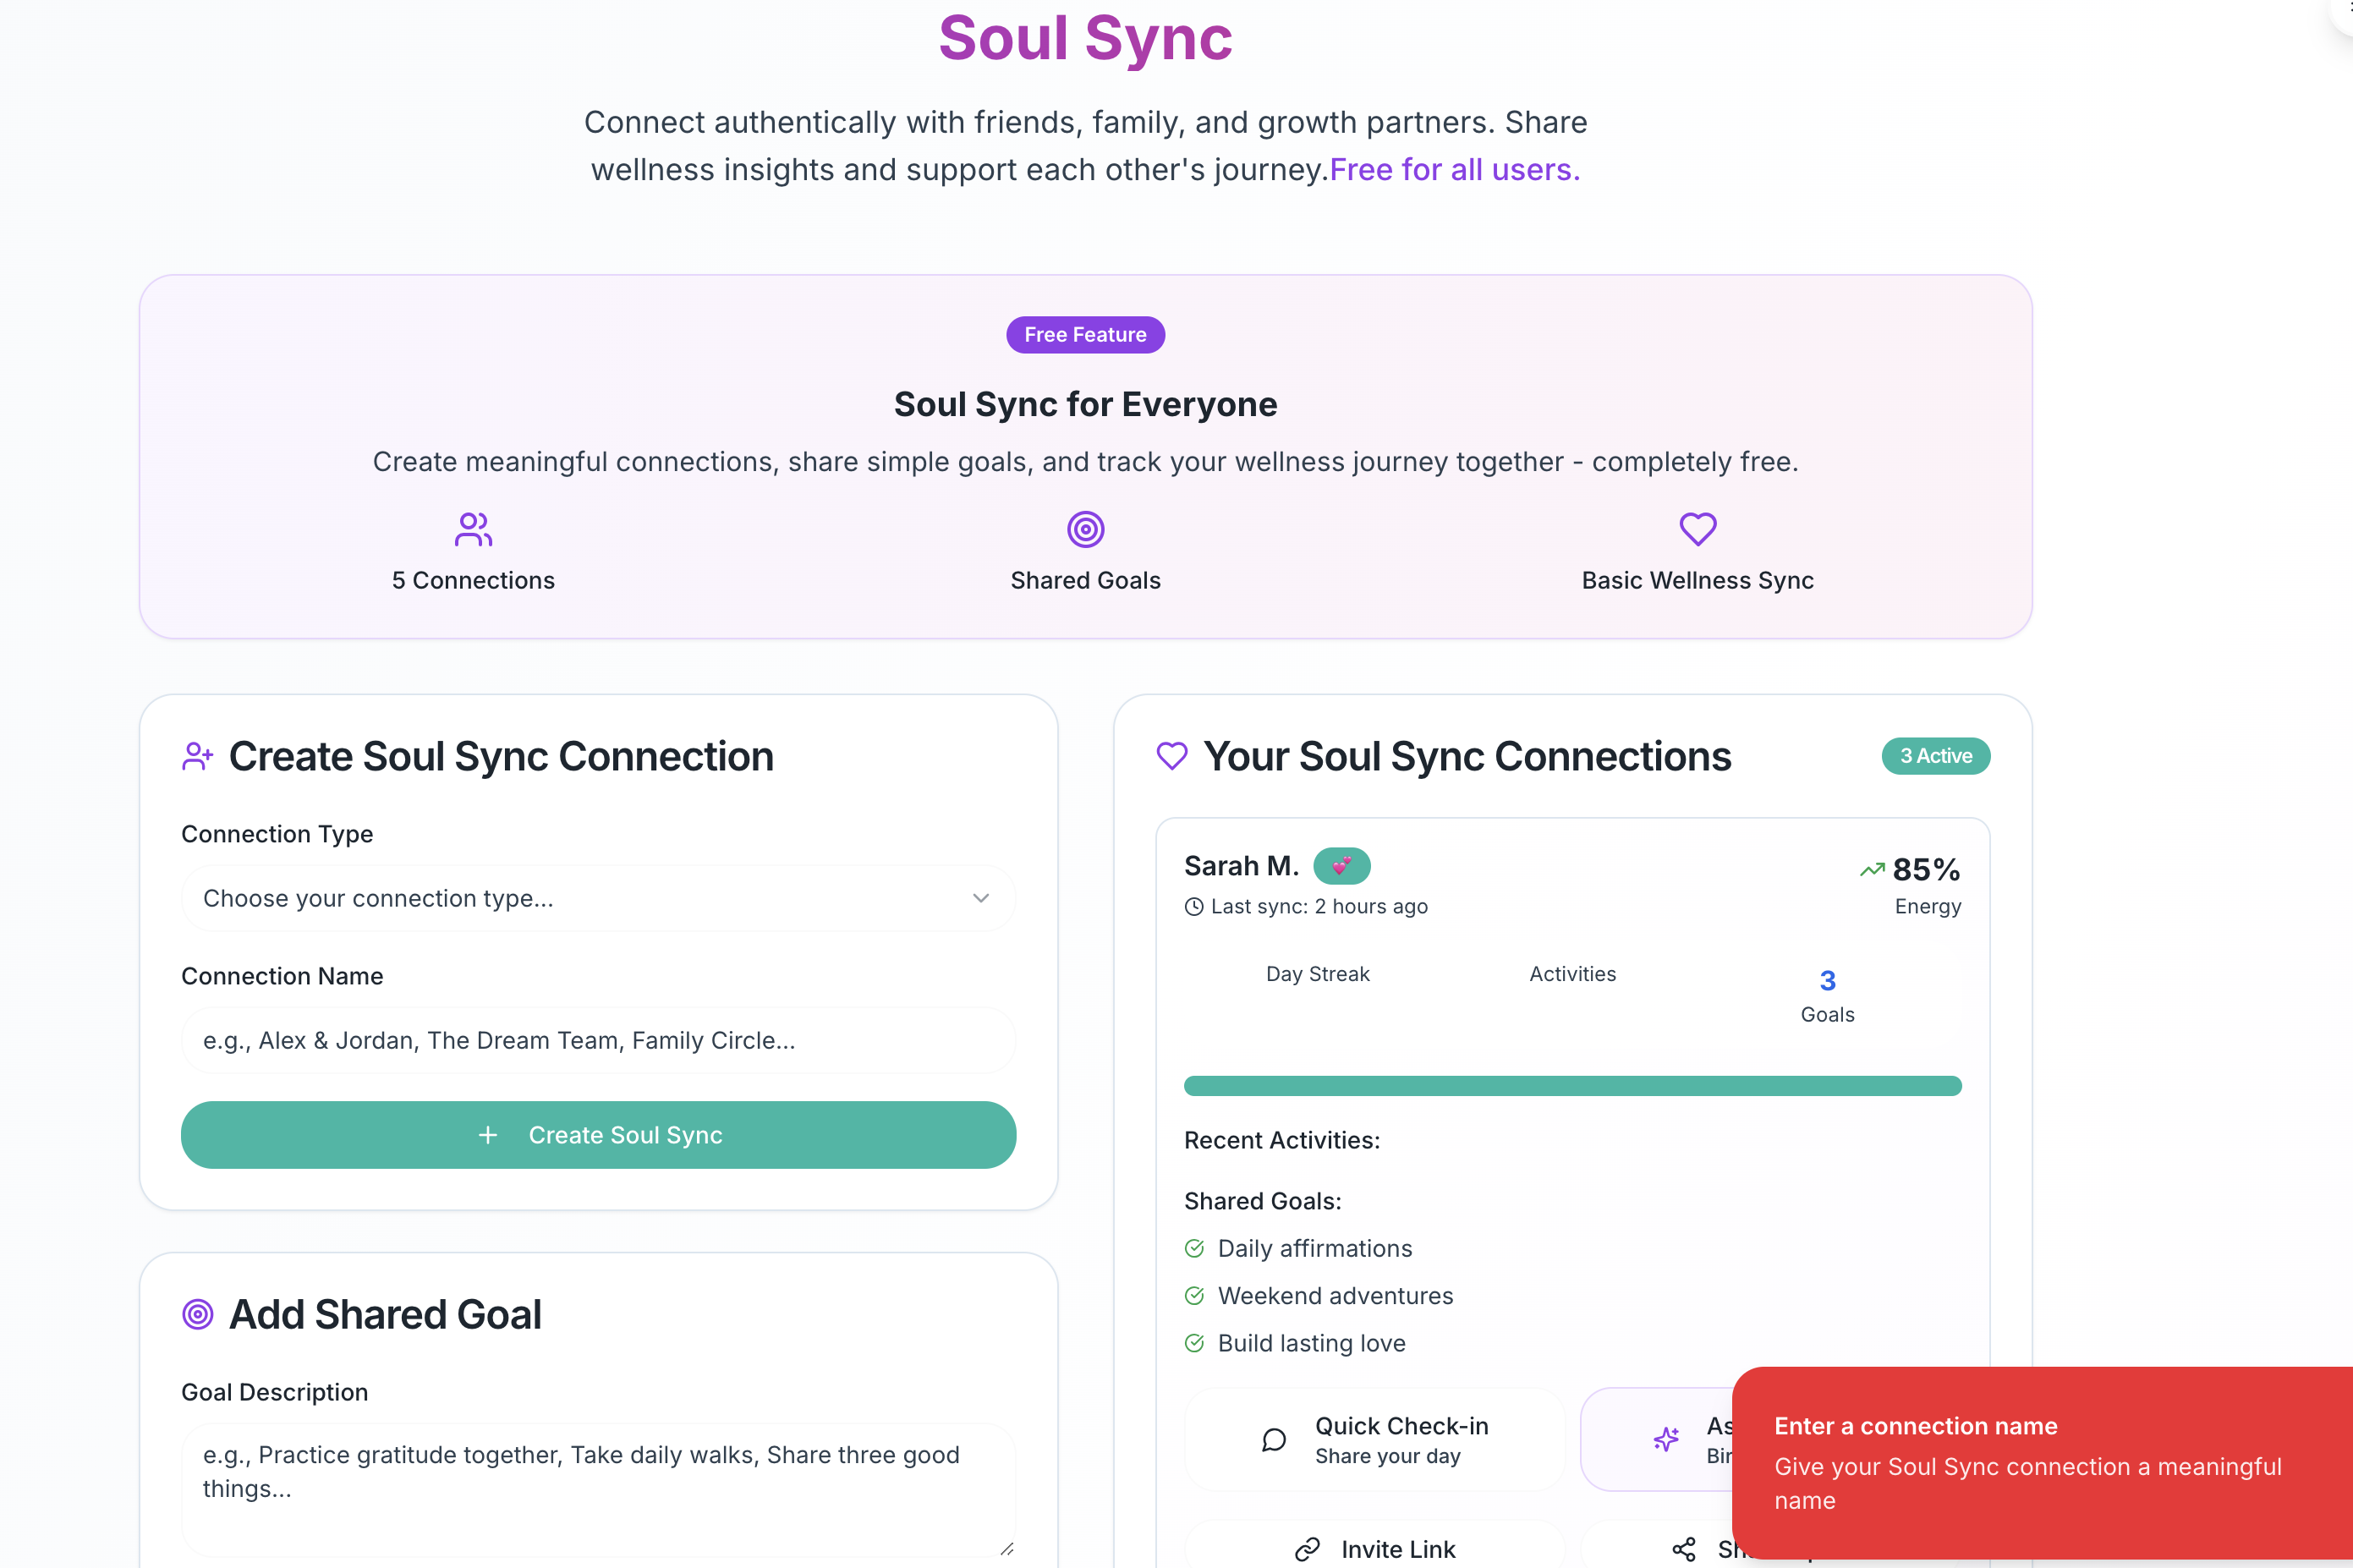 Soul Sync
Connect authentically with friends, family, and growth partners. Share
wellness insights and support each other's journey.Free for all users.
Free Feature
Soul Sync for Everyone
Create meaningful connections, share simple goals, and track your wellness journey together - completely free.
5 Connections
Shared Goals
Basic Wellness Sync
Create Soul Sync Connection
Connection Type
Choose your connection type...
Connection Name
e.g., Alex & Jordan, The Dream Team, Family Circle...
Create Soul Sync
Add Shared Goal
Goal Description
e.g., Practice gratitude together, Take daily walks, Share three good
things...
Your Soul Sync Connections
3 Active
Sarah M.
85%
Last sync: 2 hours ago
Energy
Day Streak
Activities
3
Goals
Recent Activities:
Shared Goals:
Daily affirmations
Weekend adventures
Build lasting love
Quick Check-in
Share your day
Invite Link
Enter a connection name
Give your Soul Sync connection a meaningful
name